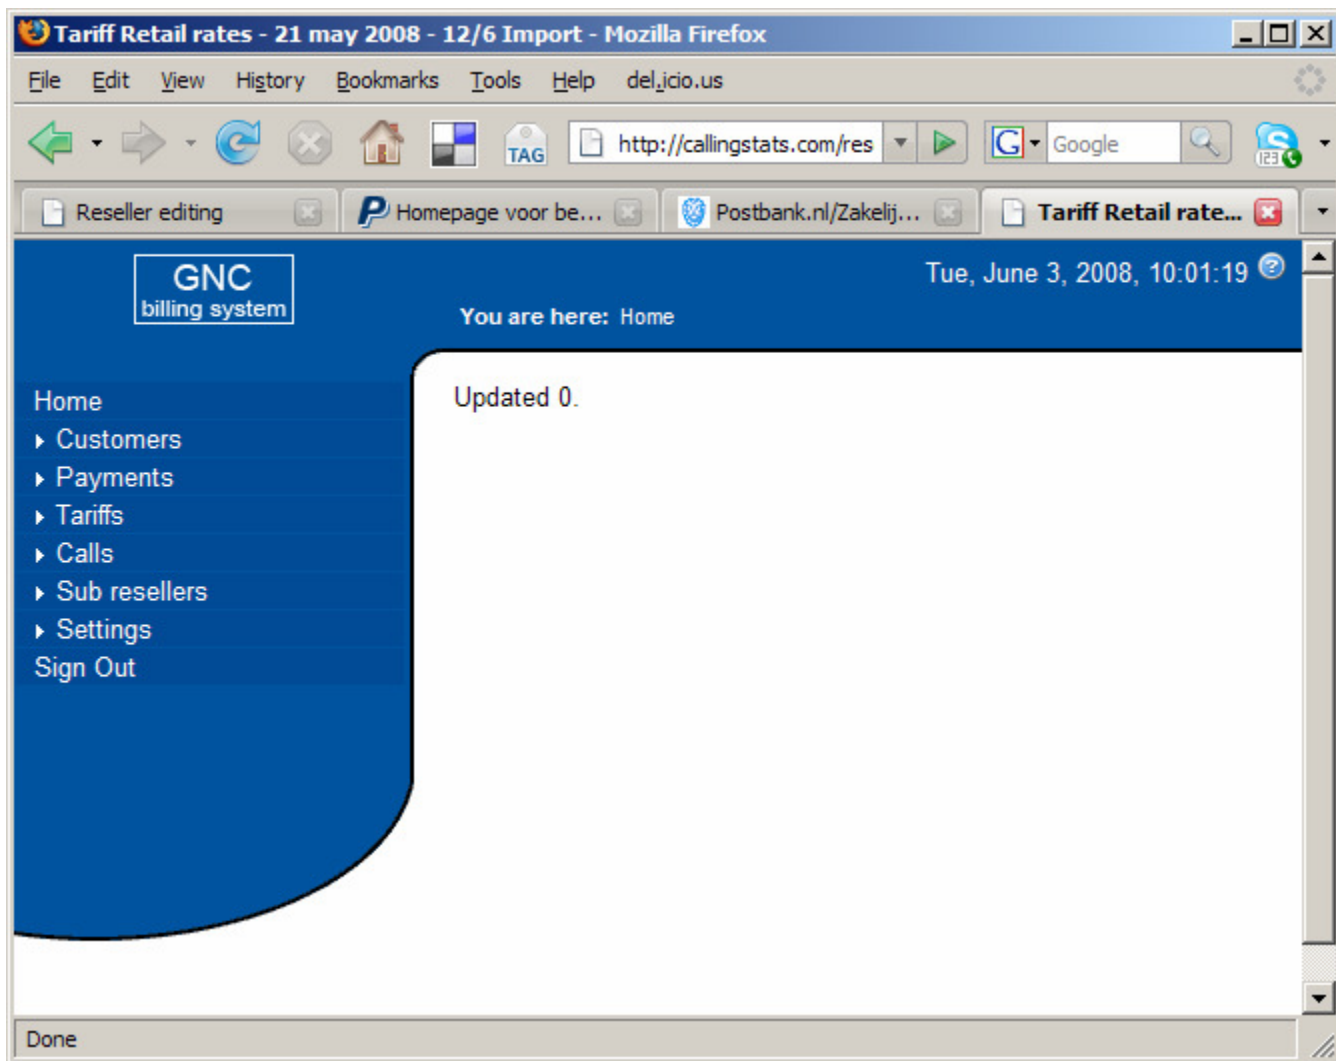 Tariff Retail rates - 21 may 2008 - 12/6 Import - Mozilla Firefox
File Edit View History Bookmarks Tools Help del.icio.us
TAG http://callingstats.com/res G Google 123
Reseller editing Homepage voor be... Postbank.nl/Zakelij... Tariff Retail rate...
GNC
billing system
Tue, June 3, 2008, 10:01:19 ?
You are here: Home
Home
Customers
Payments
Tariffs
Calls
Sub resellers
Settings
Sign Out
Updated 0.
Done